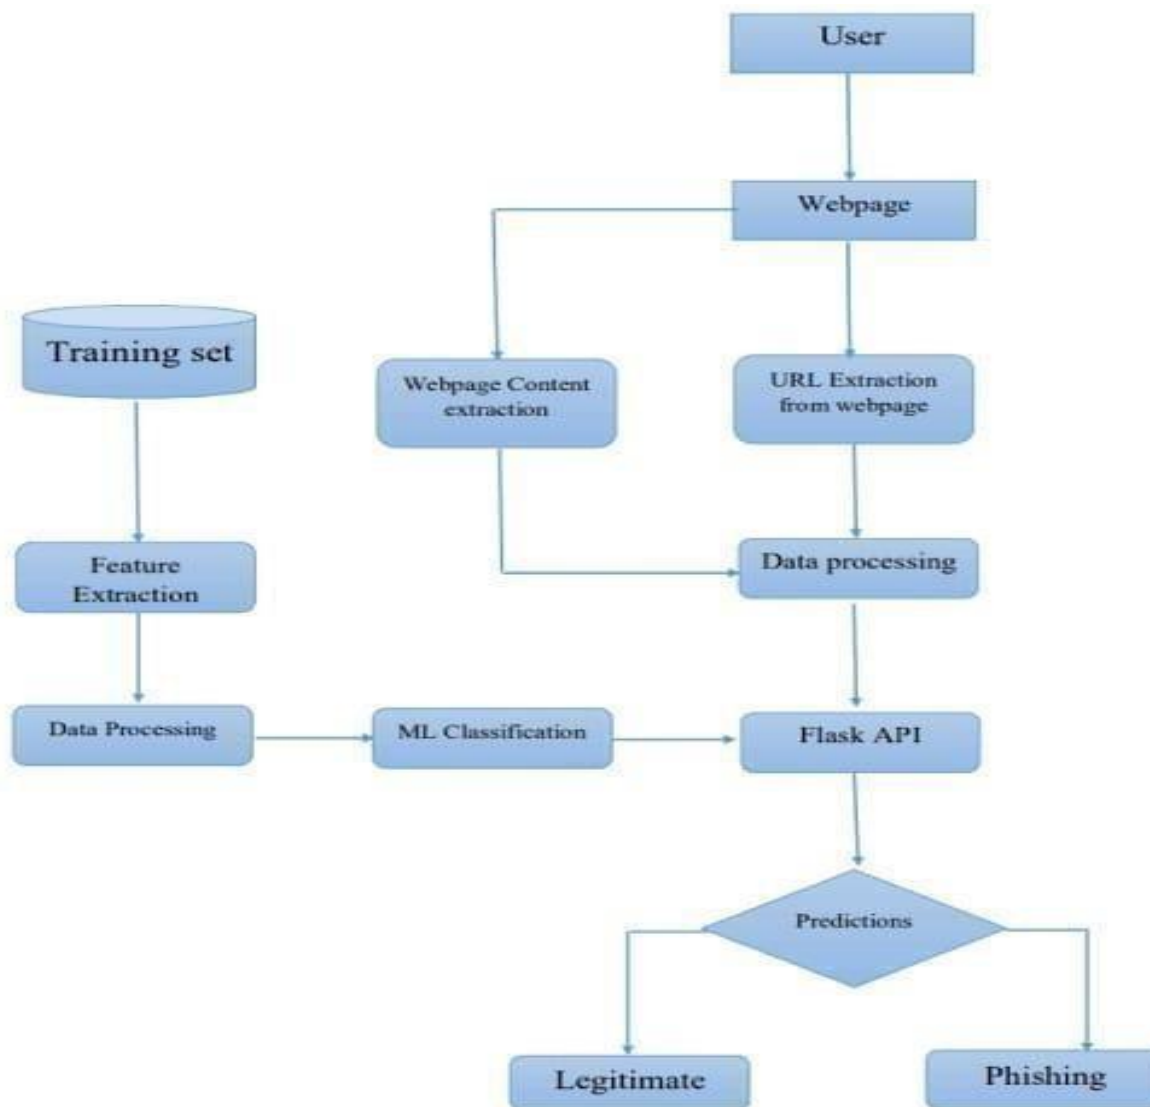 User
Webpage
Training set
Webpage Content
extraction
URL Extraction
from webpage
Feature
Extraction
Data processing
Data Processing
ML Classification
Flask API
Predictions
Legitimate
Phishing